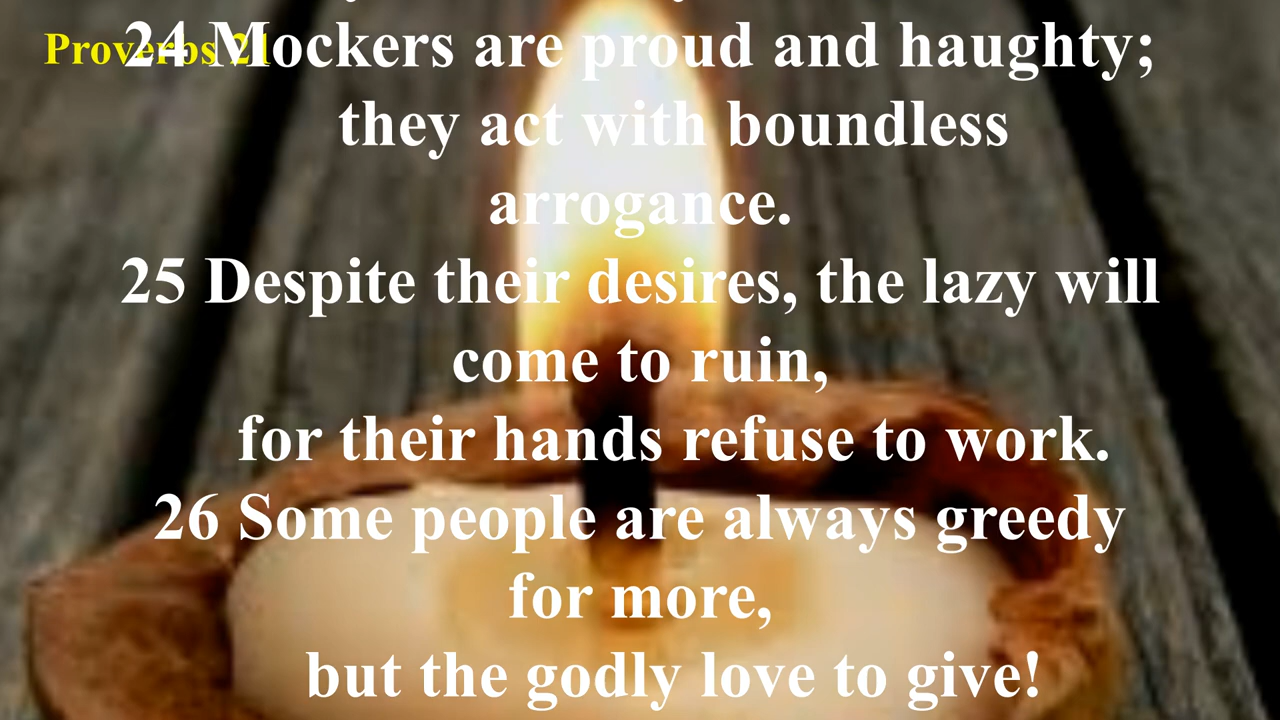 Proverbs 21
24 Mockers are proud and haughty;
they act with boundless
arrogance.
25 Despite their desires, the lazy will
come to ruin,
for their hands refuse to work.
26 Some people are always greedy
for more,
but the godly love to give!